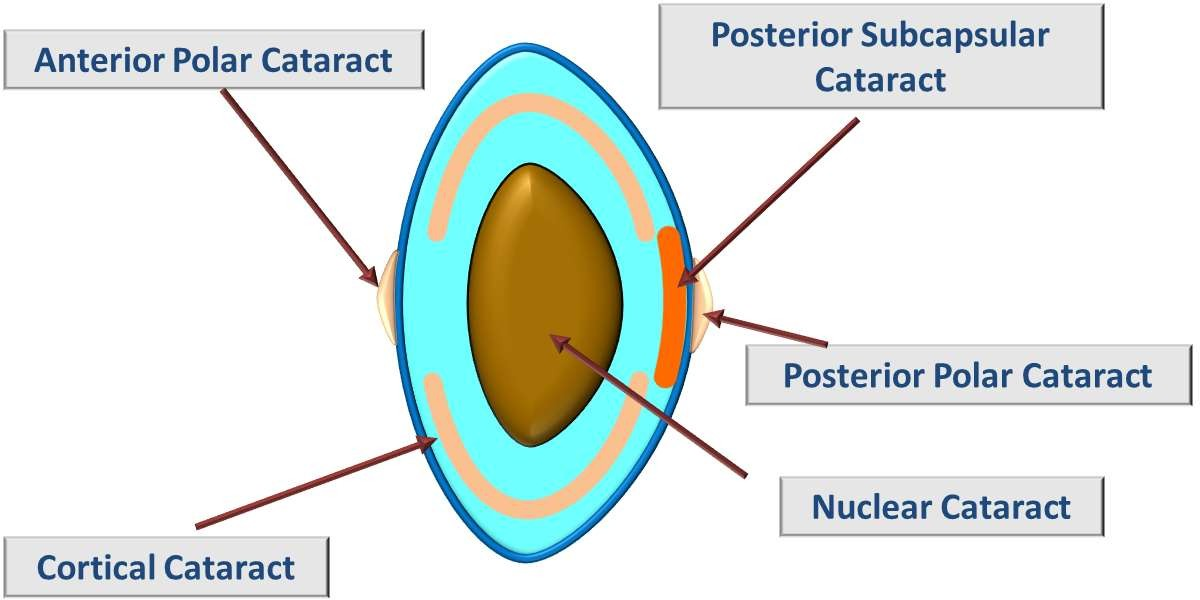 Anterior Polar Cataract
Posterior Subcapsular
Cataract
Posterior Polar Cataract
Nuclear Cataract
Cortical Cataract